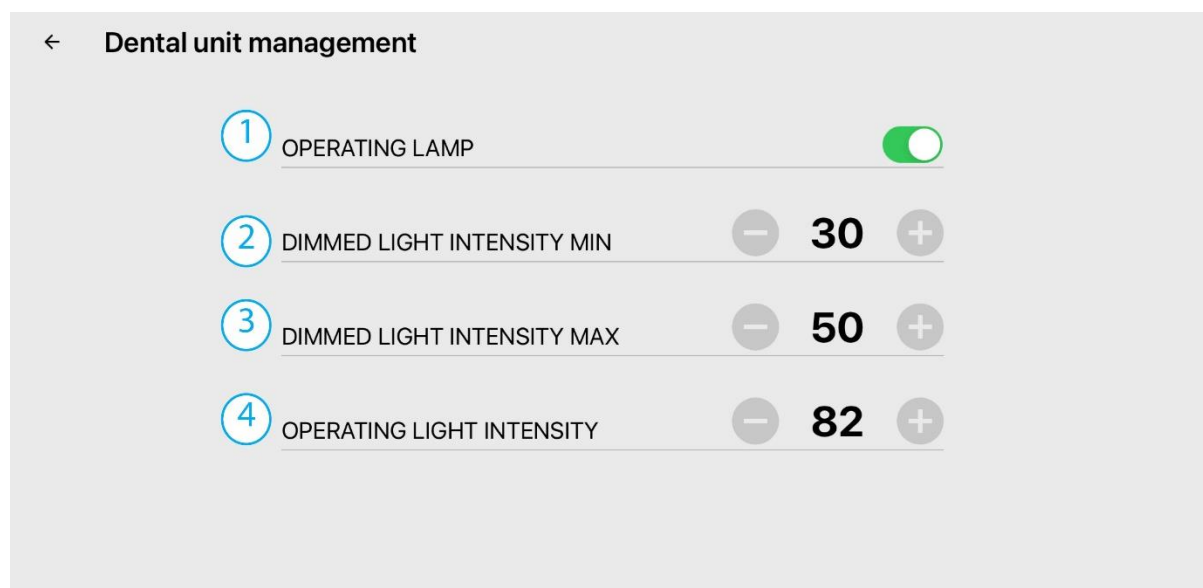 ← Dental unit management
1 OPERATING LAMP
2 DIMMED LIGHT INTENSITY MIN − 30 +
3 DIMMED LIGHT INTENSITY MAX − 50 +
4 OPERATING LIGHT INTENSITY − 82 +